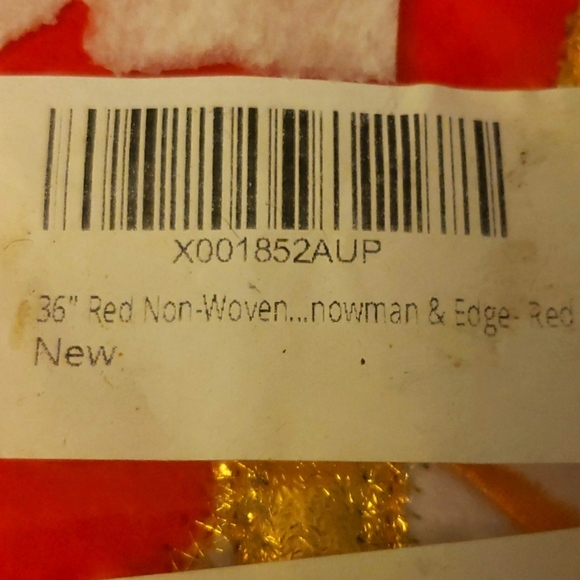 X001852AUP
36" Red Non-Woven...nowman & Edge- Red
New